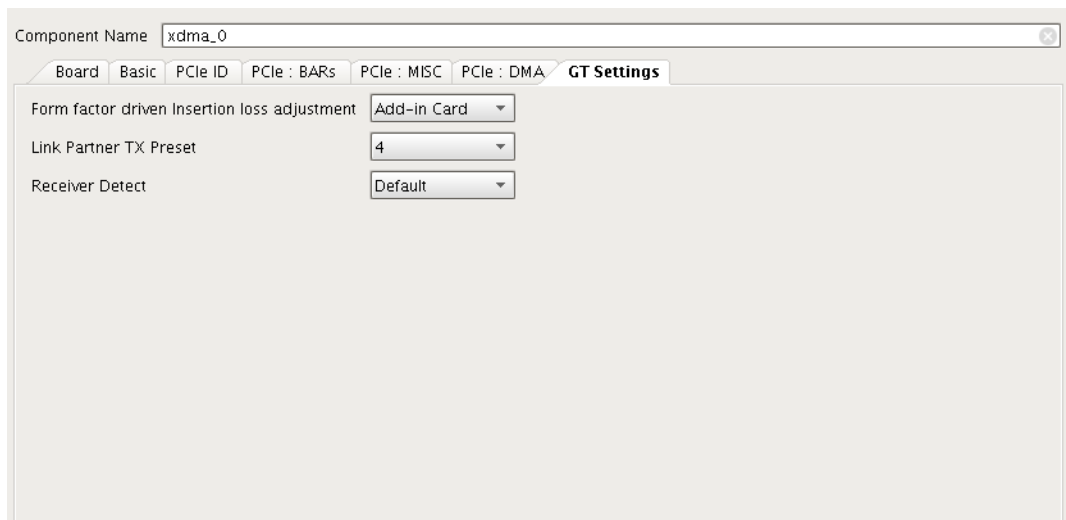 Component Name xdma_0
Board Basic PCIe ID PCIe : BARs PCIe : MISC PCIe : DMA GT Settings
Form factor driven Insertion loss adjustment Add-in Card
Link Partner TX Preset 4
Receiver Detect Default